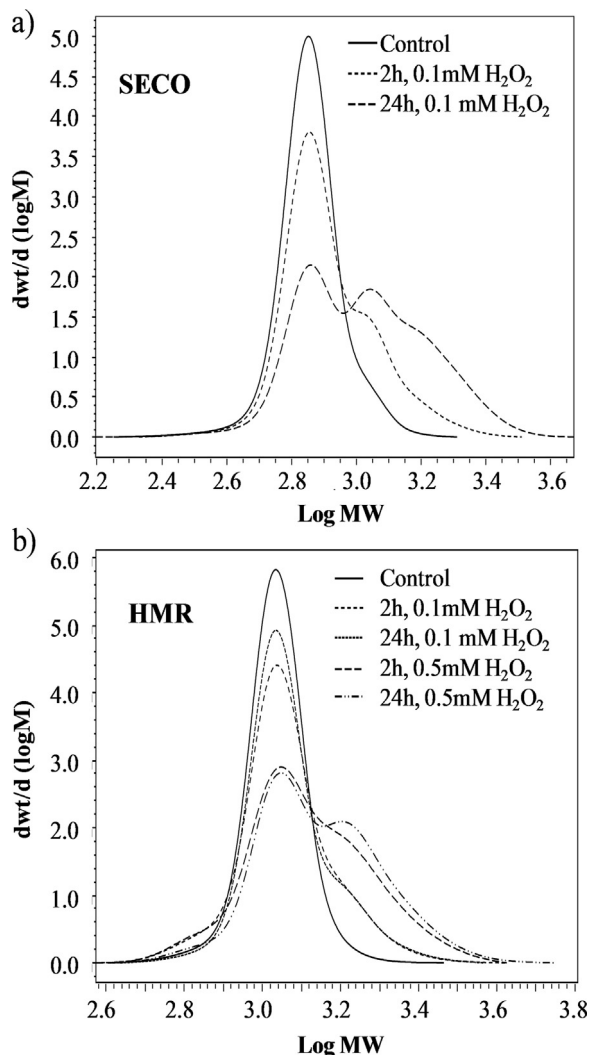 a)
SECO
Control
2h, 0.1mM H₂O₂
24h, 0.1 mM H₂O₂
dwt/d (logM)
5.0
4.5
4.0
3.5
3.0
2.5
2.0
1.5
1.0
0.5
0.0
2.2 2.4 2.6 2.8 3.0 3.2 3.4 3.6
Log MW
b)
HMR
Control
2h, 0.1mM H₂O₂
24h, 0.1 mM H₂O₂
2h, 0.5mM H₂O₂
24h, 0.5mM H₂O₂
dwt/d (logM)
6.0
5.0
4.0
3.0
2.0
1.0
0.0
2.6 2.8 3.0 3.2 3.4 3.6 3.8
Log MW